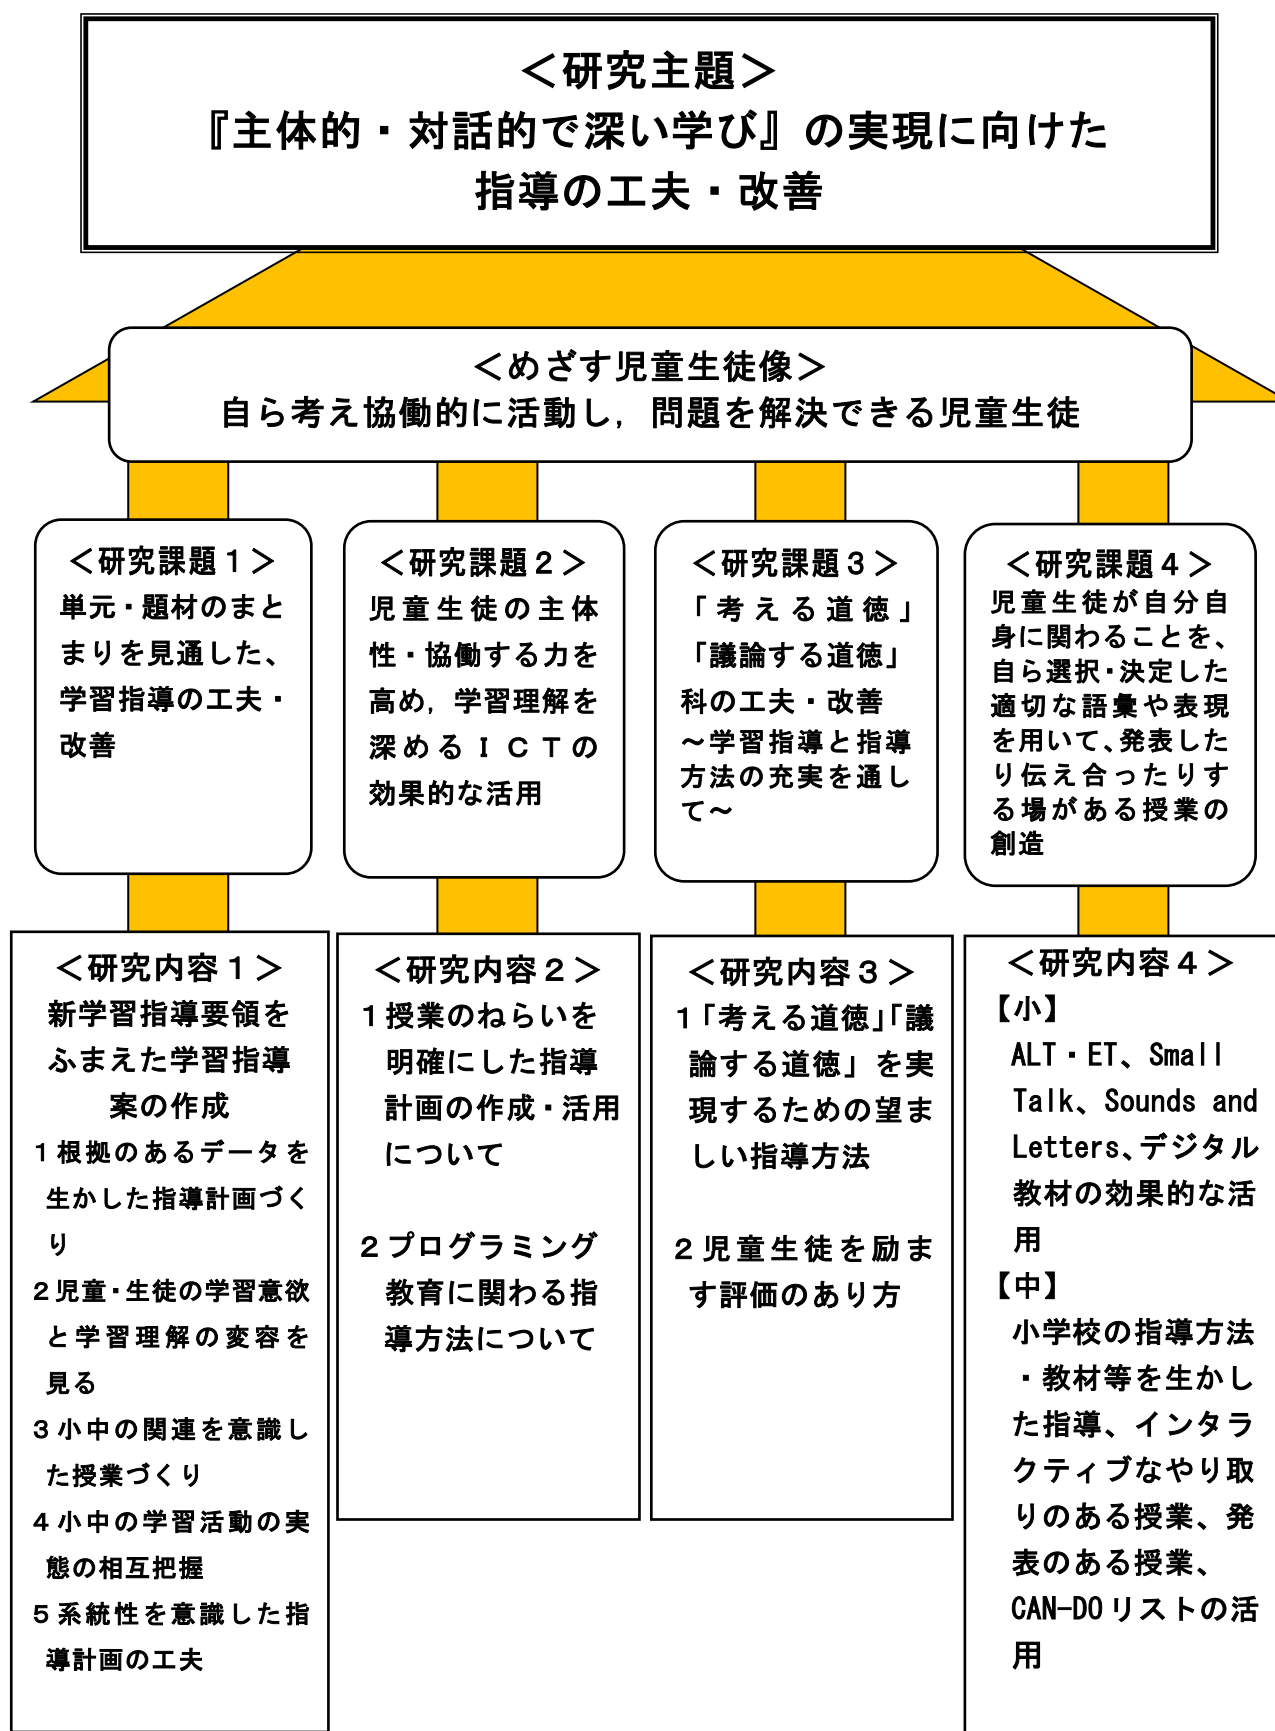 ＜研究主題＞
『主体的・対話的で深い学び』の実現に向けた
指導の工夫・改善
＜めざす児童生徒像＞
自ら考え協働的に活動し，問題を解決できる児童生徒
＜研究課題１＞
単元・題材のまと
まりを見通した、
学習指導の工夫・
改善
＜研究課題２＞
児童生徒の主体
性・協働する力を
高め，学習理解を
深めるＩＣＴの
効果的な活用
＜研究課題３＞
「考える道徳」
「議論する道徳」
科の工夫・改善
～学習指導と指導
方法の充実を通し
て～
＜研究課題４＞
児童生徒が自分自
身に関わることを、
自ら選択・決定した
適切な語彙や表現
を用いて、発表した
り伝え合ったりす
る場がある授業の
創造
＜研究内容１＞
新学習指導要領を
ふまえた学習指導
案の作成
１根拠のあるデータを
生かした指導計画づく
り
２児童・生徒の学習意欲
と学習理解の変容を
見る
３小中の関連を意識し
た授業づくり
４小中の学習活動の実
態の相互把握
５系統性を意識した指
導計画の工夫
＜研究内容２＞
１授業のねらいを
明確にした指導
計画の作成・活用
について
２プログラミング
教育に関わる指
導方法について
＜研究内容３＞
１「考える道徳」「議
論する道徳」を実
現するための望ま
しい指導方法
２児童生徒を励ま
す評価のあり方
＜研究内容４＞
【小】
ALT・ET、Small
Talk、Sounds and
Letters、デジタル
教材の効果的な活
用
【中】
小学校の指導方法
・教材等を生かし
た指導、インタラ
クティブなやり取
りのある授業、発
表のある授業、
CAN-DOリストの活
用